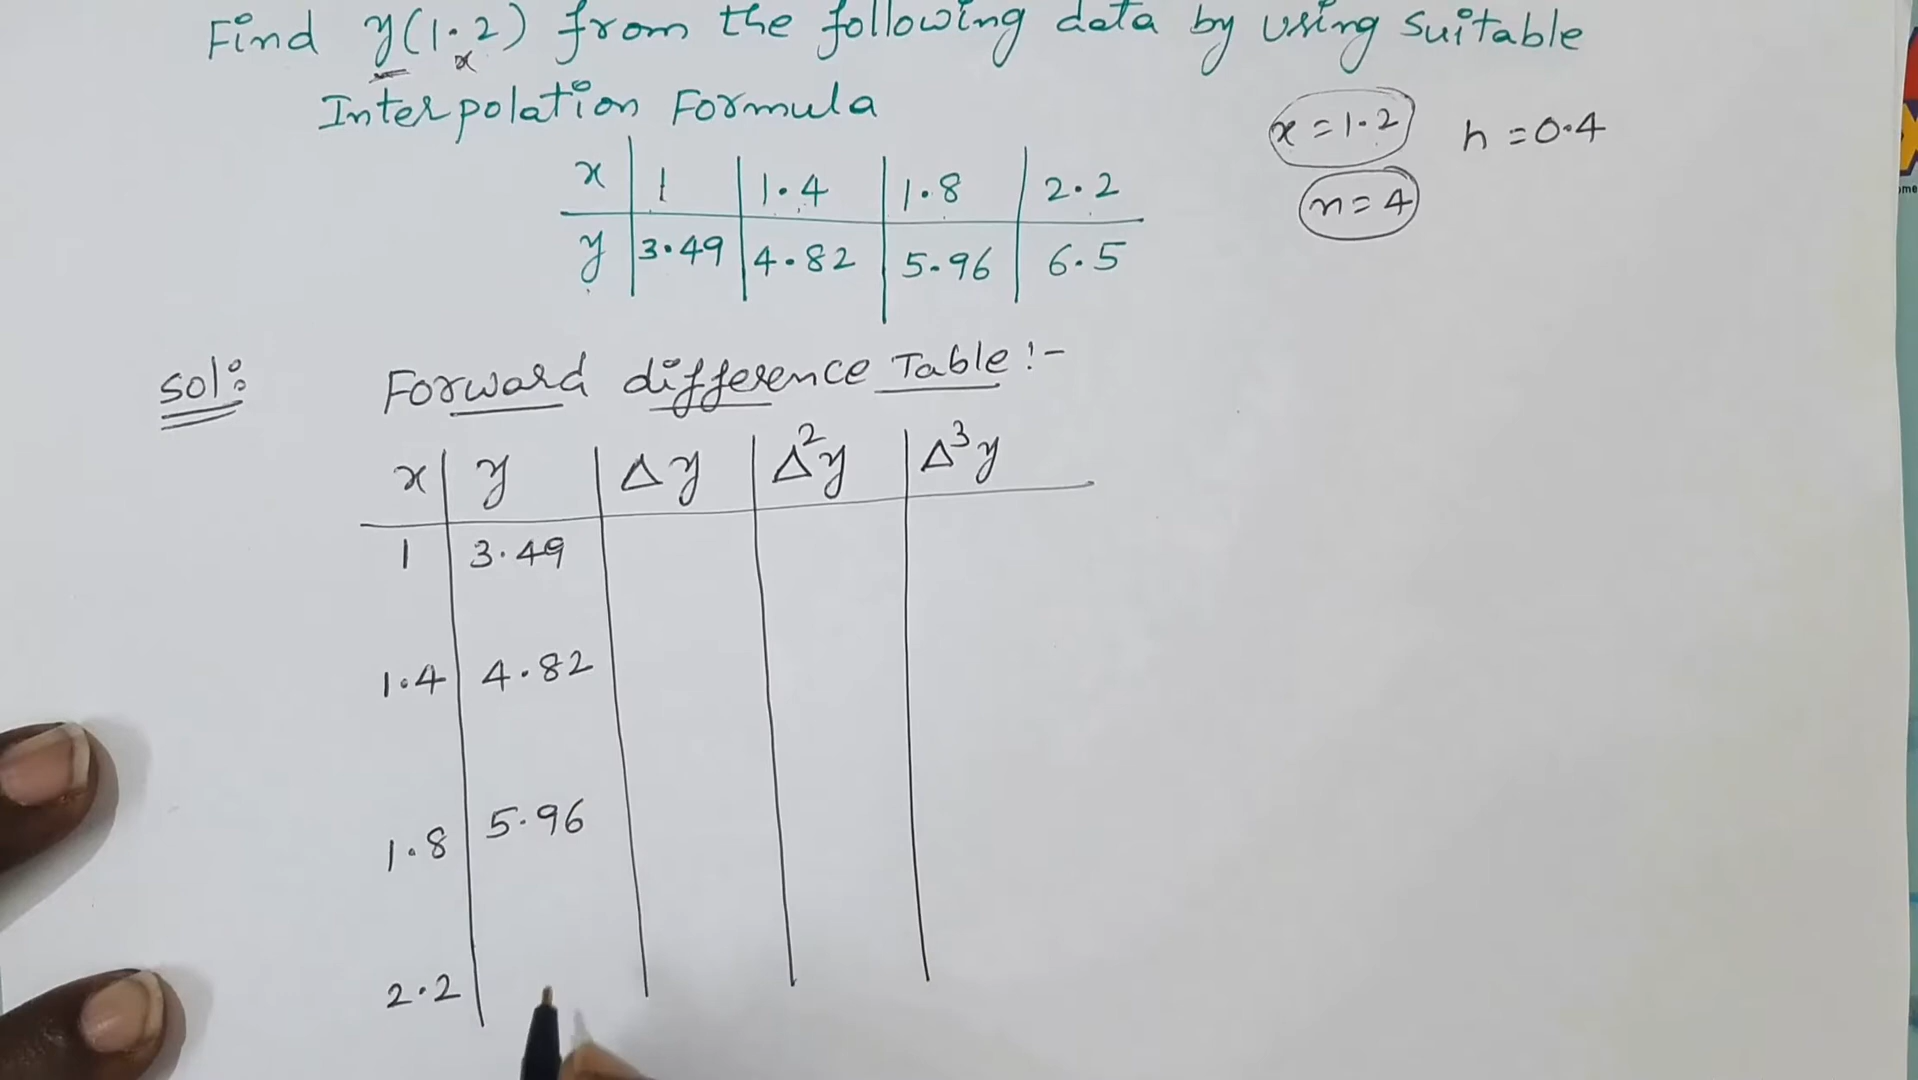 Find y(1.2) from the following data by using suitable
x
Interpolation Formula
x = 1.2 h = 0.4
n = 4
x 1 1.4 1.8 2.2
y 3.49 4.82 5.96 6.5
Sol: Forward difference Table :-
x y Δy Δ²y Δ³y
1 3.49
1.4 4.82
1.8 5.96
2.2